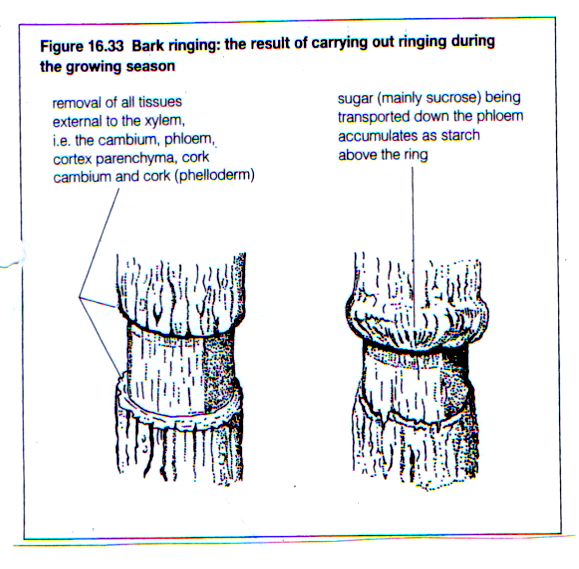 Figure 16.33 Bark ringing: the result of carrying out ringing during
the growing season
removal of all tissues
external to the xylem,
i.e. the cambium, phloem,
cortex parenchyma, cork
cambium and cork (phelloderm)
sugar (mainly sucrose) being
transported down the phloem
accumulates as starch
above the ring